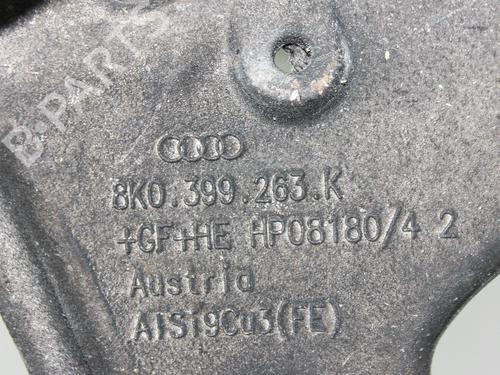 B-PARTS
8K0.399.263.K
+GF+HE HP08180/4 2
Austria
AlSi9Cu3(FE)